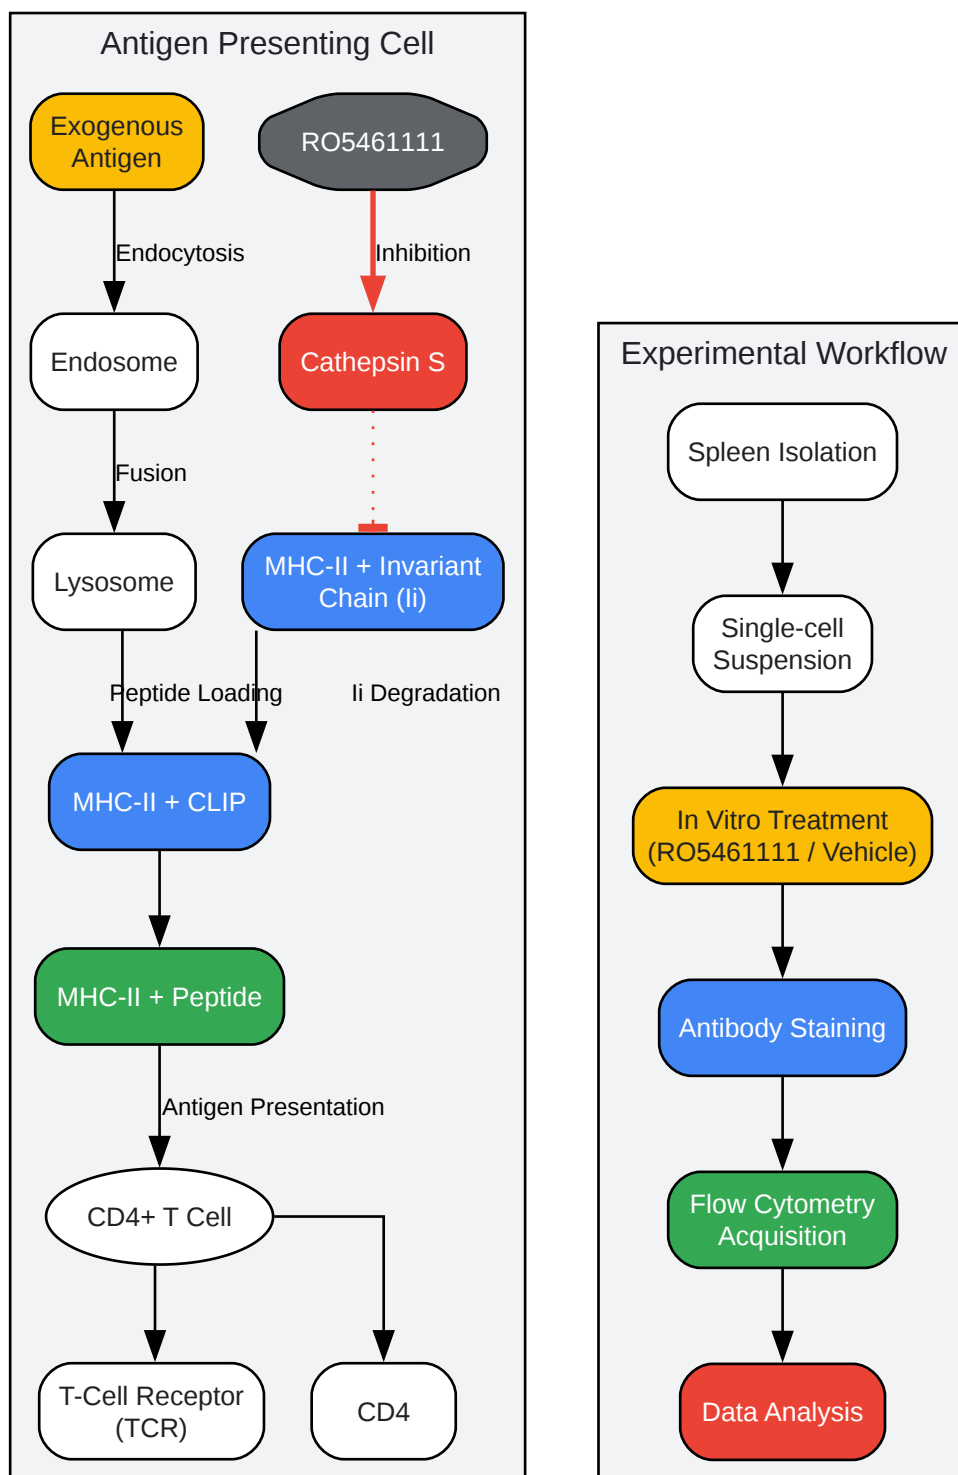 Antigen Presenting Cell
Exogenous
Antigen
RO5461111
Endocytosis
Inhibition
Endosome
Cathepsin S
Fusion
Lysosome
MHC-II + Invariant
Chain (Ii)
Peptide Loading
Ii Degradation
MHC-II + CLIP
MHC-II + Peptide
Antigen Presentation
CD4+ T Cell
T-Cell Receptor
(TCR)
CD4
Experimental Workflow
Spleen Isolation
Single-cell
Suspension
In Vitro Treatment
(RO5461111 / Vehicle)
Antibody Staining
Flow Cytometry
Acquisition
Data Analysis